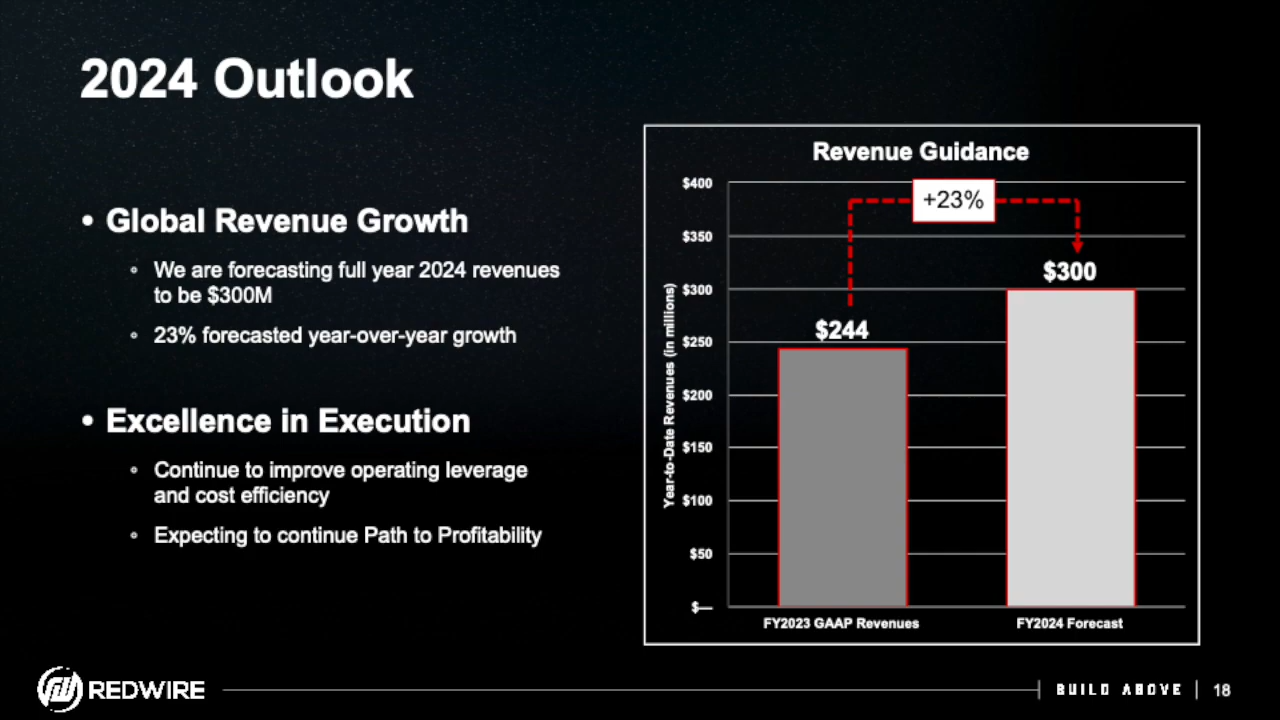 2024 Outlook
• Global Revenue Growth
◦ We are forecasting full year 2024 revenues
to be $300M
◦ 23% forecasted year-over-year growth
• Excellence in Execution
◦ Continue to improve operating leverage
and cost efficiency
◦ Expecting to continue Path to Profitability
Revenue Guidance
Year-to-Date Revenues (in millions)
$400
$350
$300
$250
$200
$150
$100
$50
$—
+23%
$244
$300
FY2023 GAAP Revenues
FY2024 Forecast
REDWIRE
BUILD ABOVE
18